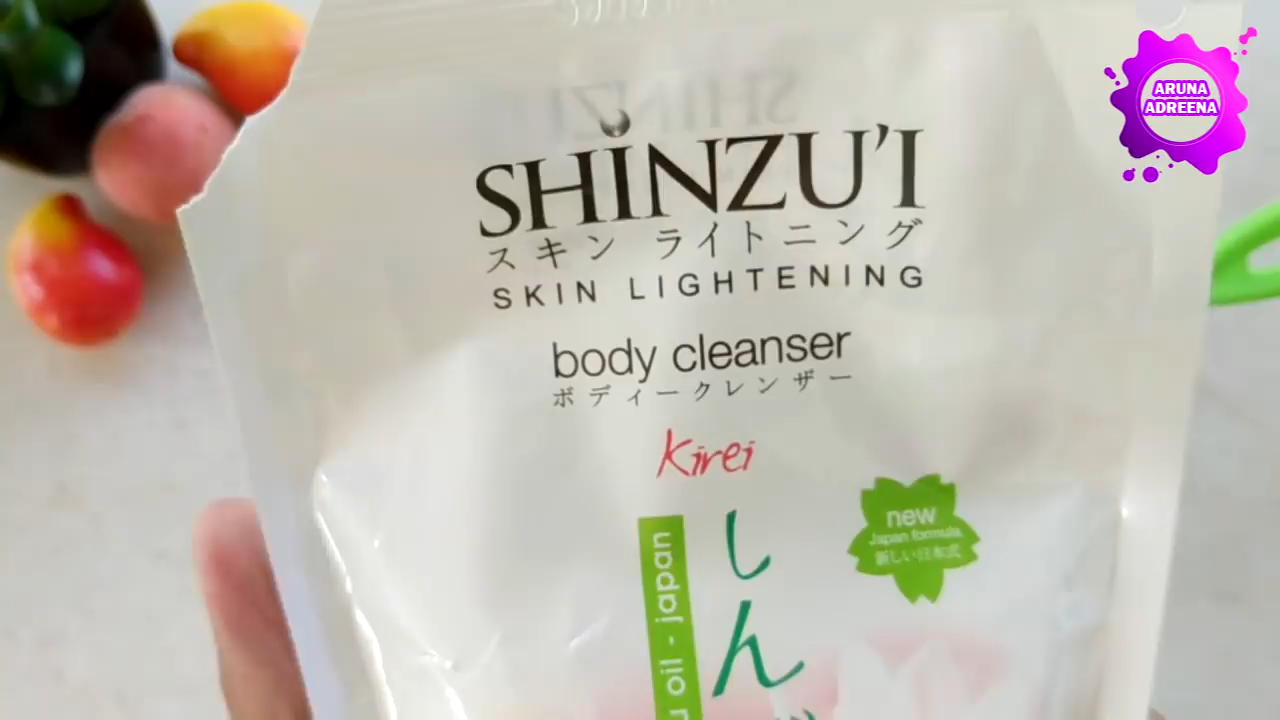 ARUNA
ADREENA
SHINZU'I
スキン ライトニング
SKIN LIGHTENING
body cleanser
ボディークレンザー
Kirei
new
Japan formula
新しい日本式
oil - japan
しん